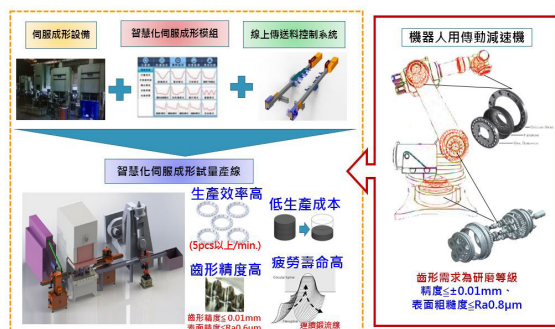 伺服成形設備
智慧化伺服成形模組
線上傳送料控制系統
智慧化伺服成形試量產線
生產效率高
(5pcs以上/min.)
低生產成本
齒形精度高
齒形精度≦0.01mm
表面粗糙≦Ra0.6μm
疲勞壽命高
連續鍛流線
機器人用傳動減速機
齒形需求為研磨等級
精度≦±0.01mm、
表面粗糙度≦Ra0.8μm